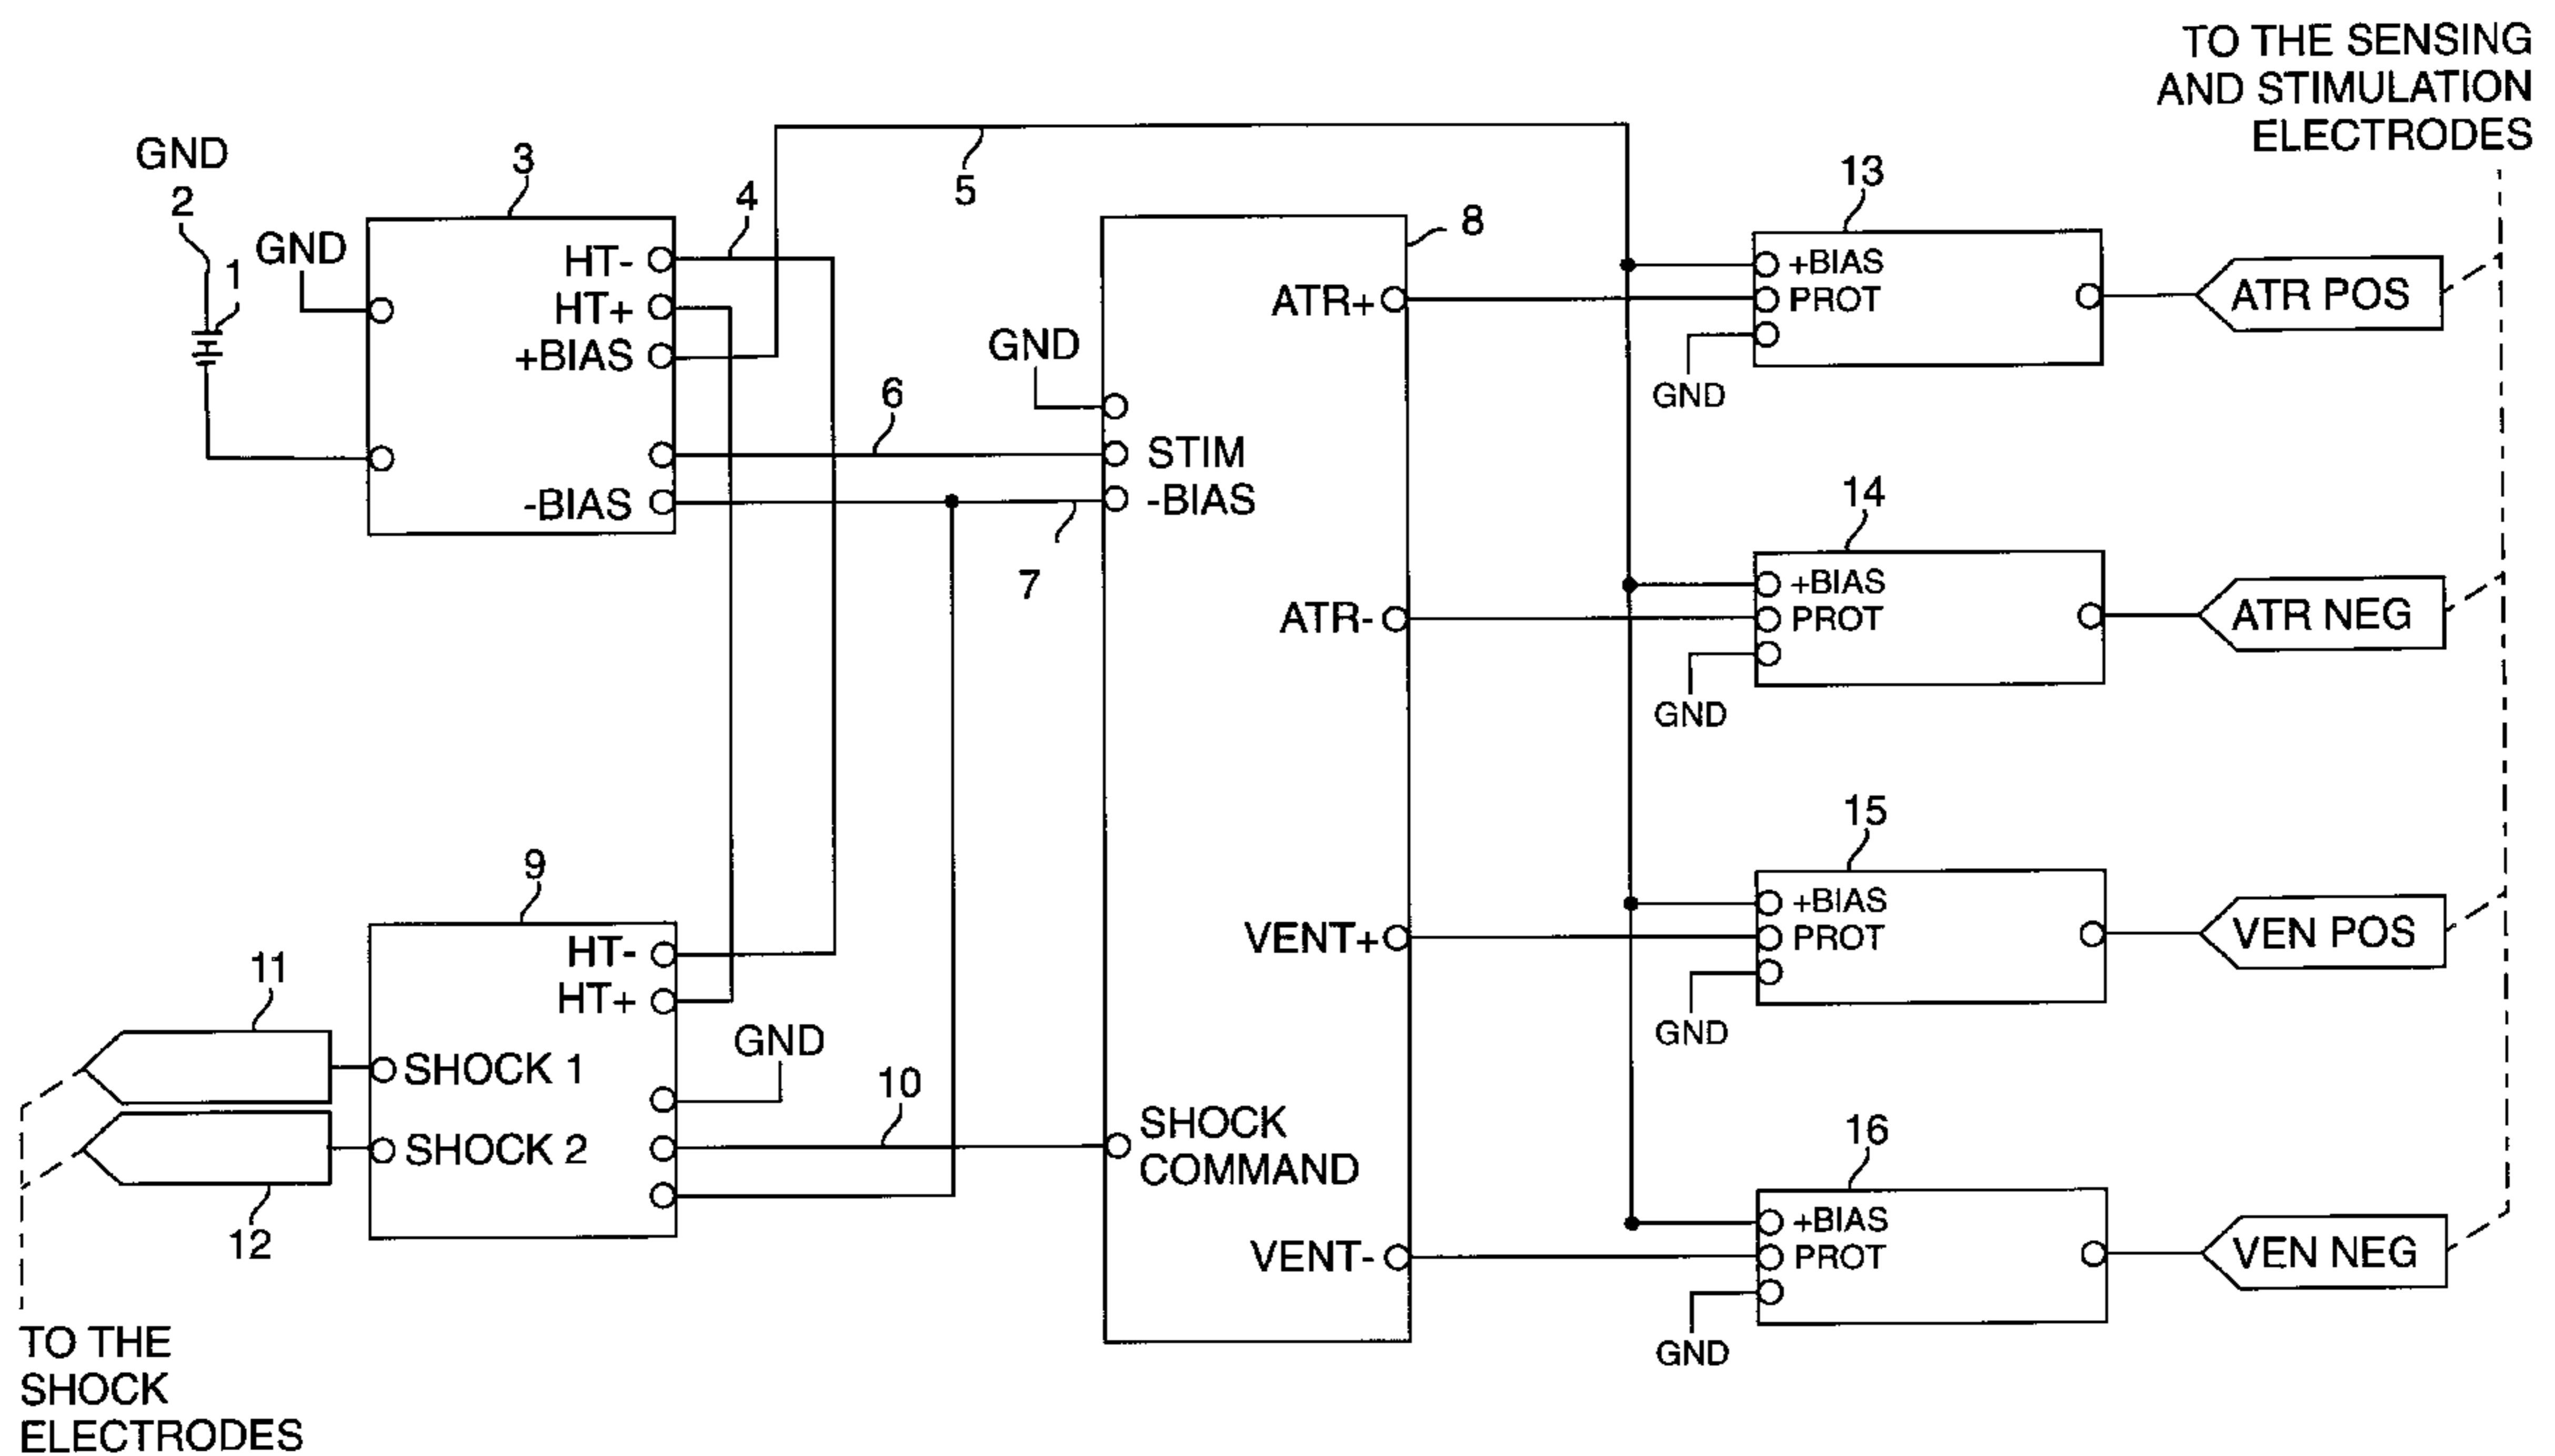 TO THE SENSING
AND STIMULATION
ELECTRODES
GND
2
1
GND
3
HT-
HT+
+BIAS
-BIAS
4
5
6
7
GND
8
ATR+
STIM
-BIAS
ATR-
VENT+
SHOCK
COMMAND
VENT-
13
+BIAS
PROT
GND
ATR POS
14
+BIAS
PROT
GND
ATR NEG
15
+BIAS
PROT
GND
VEN POS
16
+BIAS
PROT
GND
VEN NEG
9
HT-
HT+
GND
10
11
SHOCK 1
SHOCK 2
12
TO THE
SHOCK
ELECTRODES